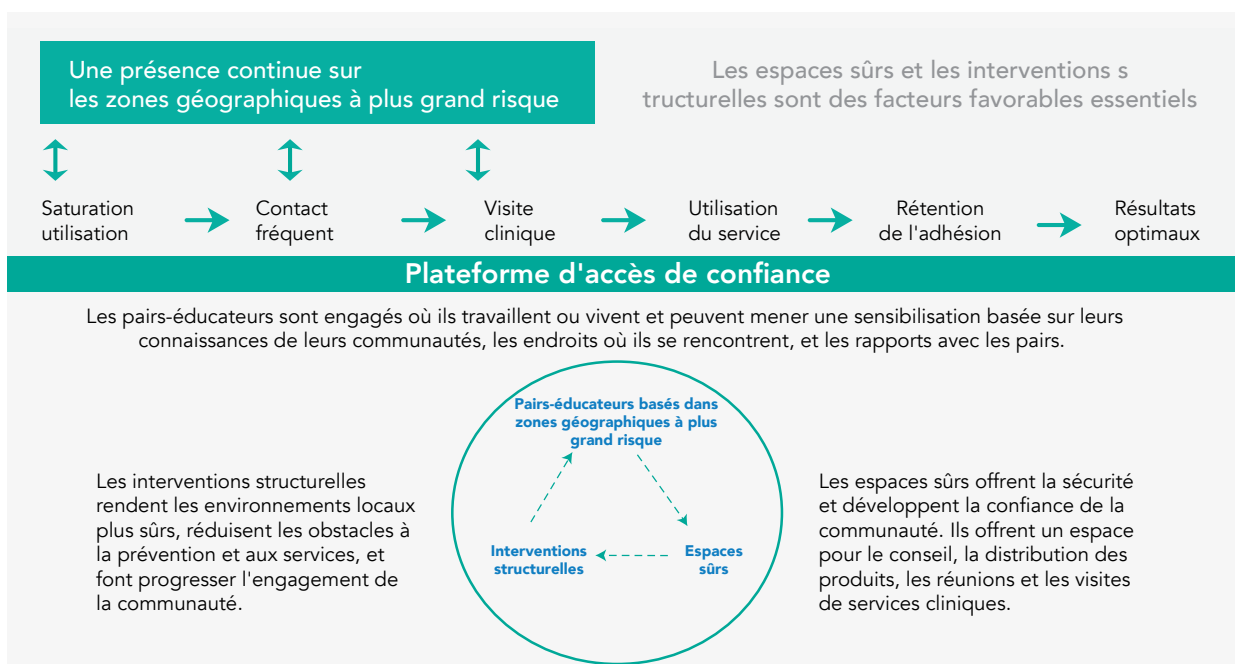 Une présence continue sur
les zones géographiques à plus grand risque
Les espaces sûrs et les interventions s
tructurelles sont des facteurs favorables essentiels
Saturation
utilisation
Contact
fréquent
Visite
clinique
Utilisation
du service
Rétention
de l'adhésion
Résultats
optimaux
Plateforme d'accès de confiance
Les pairs-éducateurs sont engagés où ils travaillent ou vivent et peuvent mener une sensibilisation basée sur leurs
connaissances de leurs communautés, les endroits où ils se rencontrent, et les rapports avec les pairs.
Pairs-éducateurs basés dans
zones géographiques à plus
grand risque
Les interventions structurelles
rendent les environnements locaux
plus sûrs, réduisent les obstacles à
la prévention et aux services, et
font progresser l'engagement de
la communauté.
Interventions
structurelles
Espaces
sûrs
Les espaces sûrs offrent la sécurité
et développent la confiance de la
communauté. Ils offrent un espace
pour le conseil, la distribution des
produits, les réunions et les visites
de services cliniques.